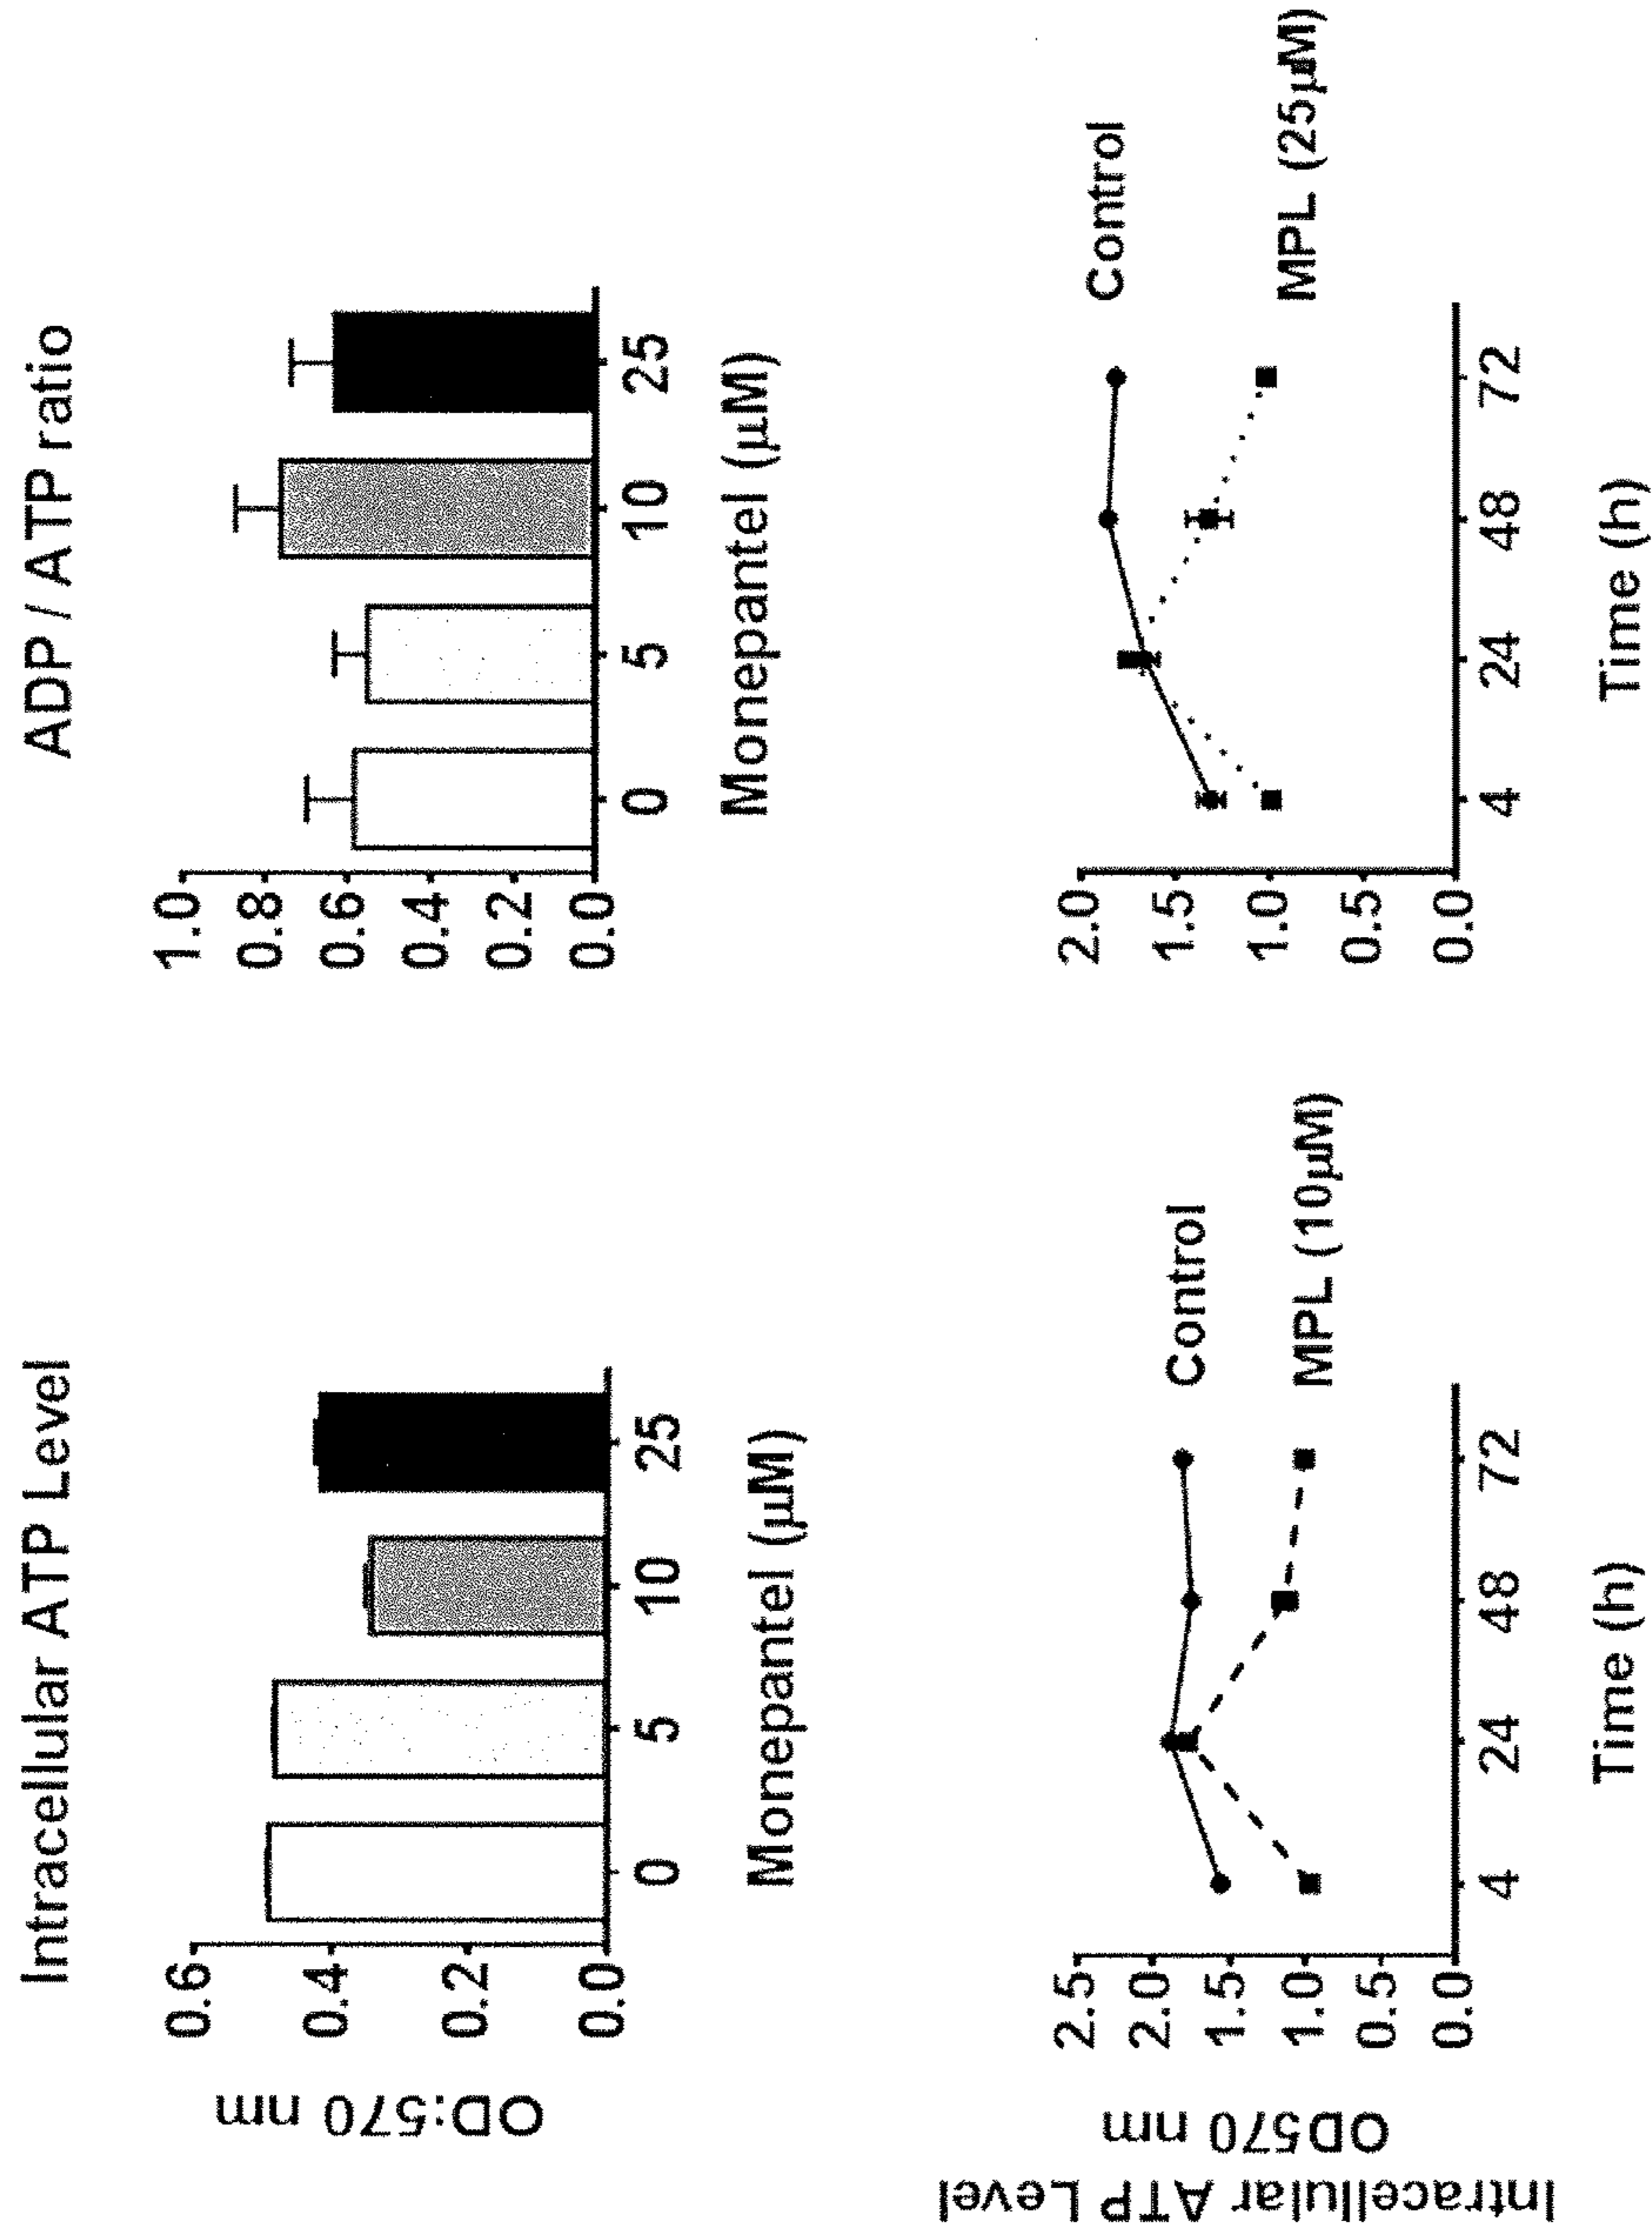 Intracellular ATP Level
OD:570 nm
0.6
0.4
0.2
0.0
0 5 10 25
Monepantel (µM)
ADP / ATP ratio
1.0
0.8
0.6
0.4
0.2
0.0
0 5 10 25
Monepantel (µM)
Intracellular ATP Level
OD570 nm
2.5
2.0
1.5
1.0
0.5
0.0
Control
MPL (10µM)
4 24 48 72
Time (h)
2.0
1.5
1.0
0.5
0.0
Control
MPL (25µM)
4 24 48 72
Time (h)